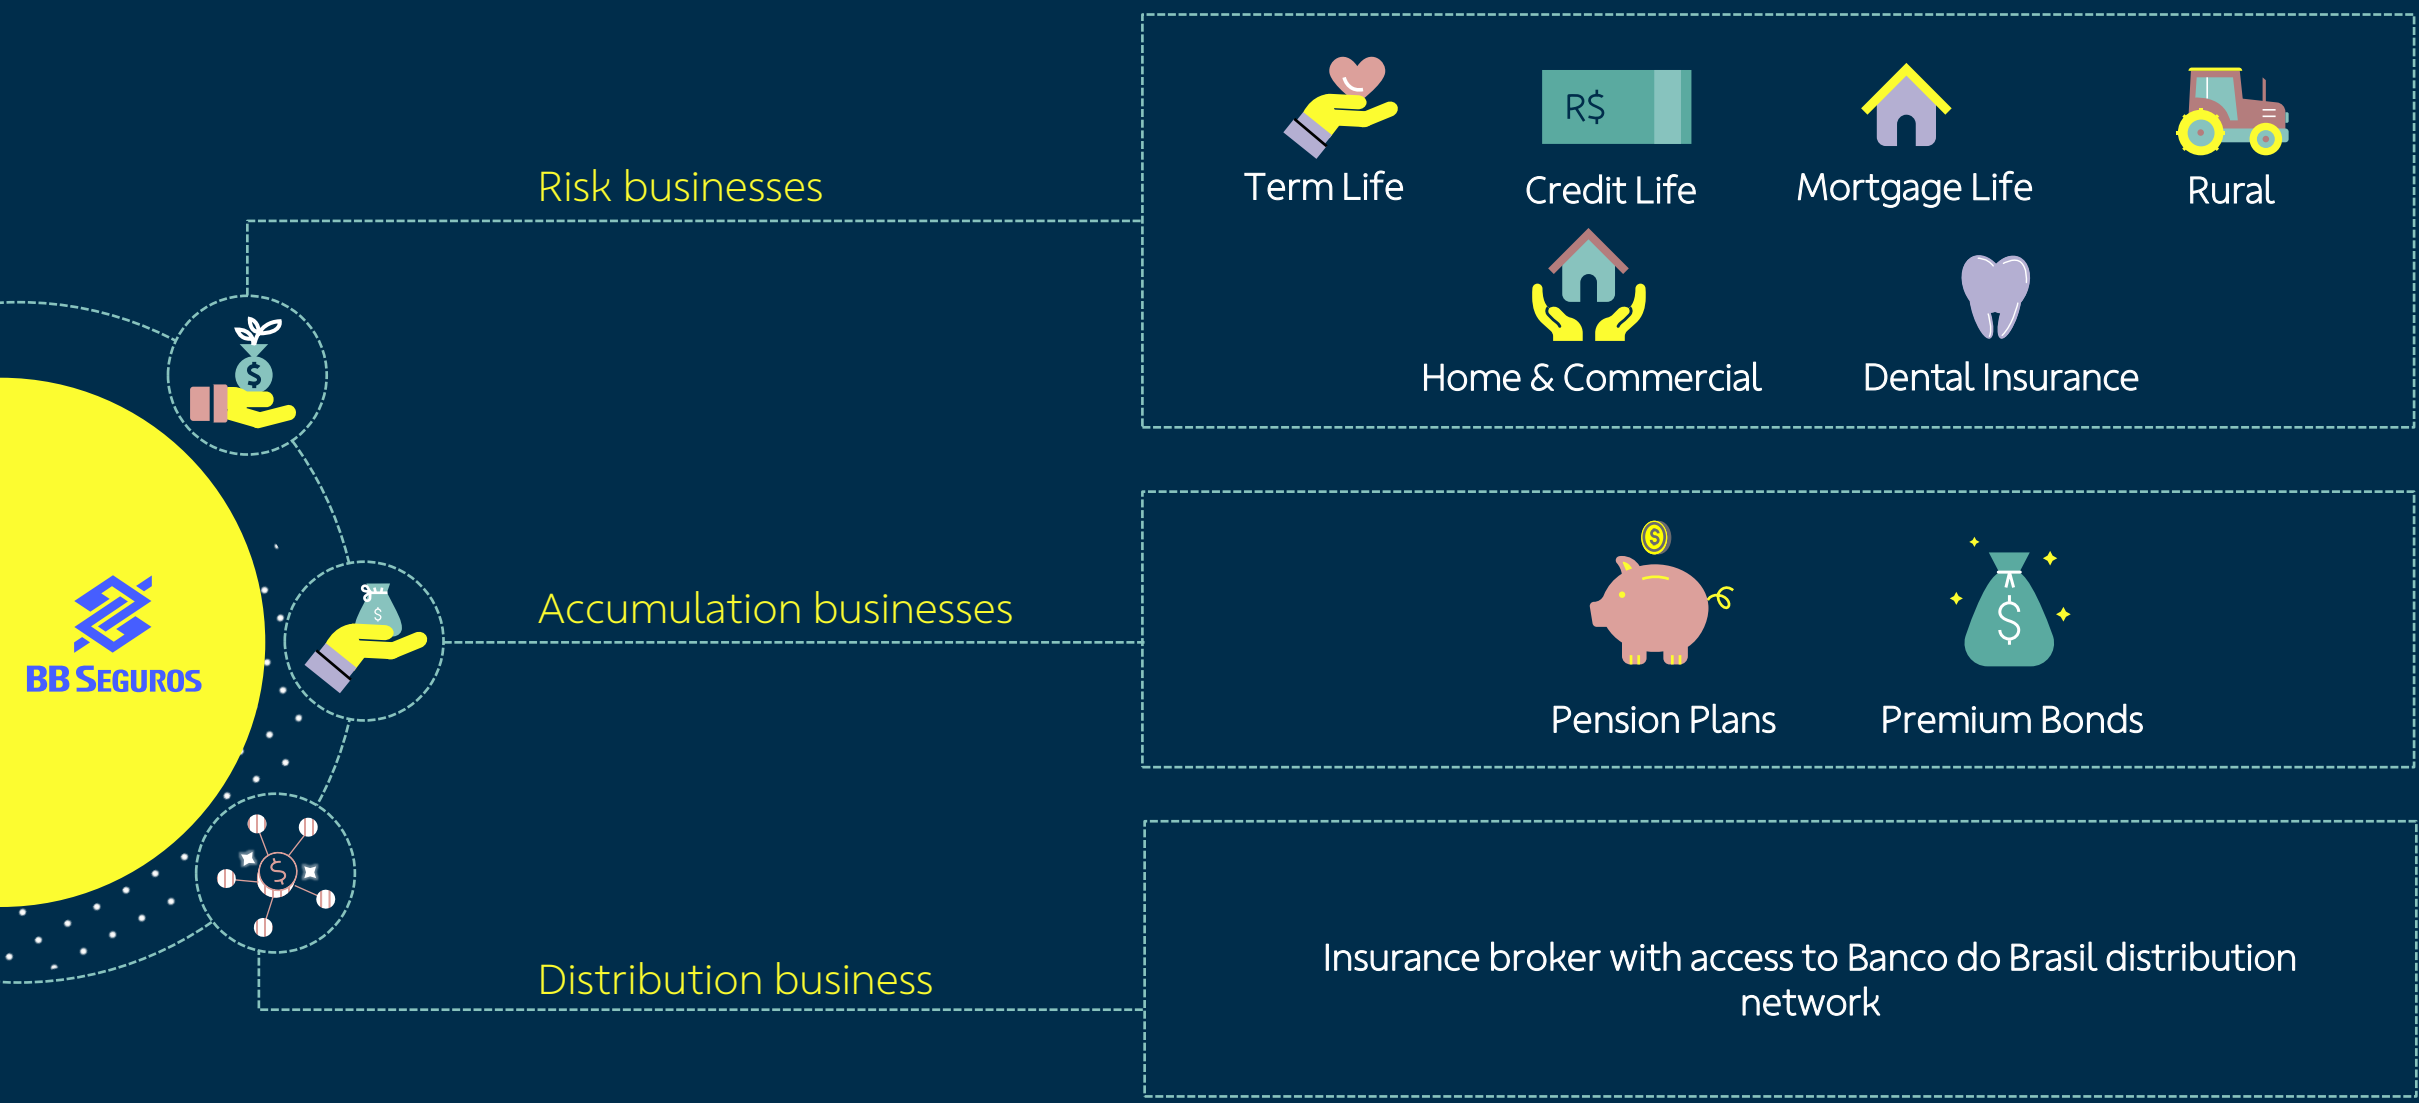 Risk businesses
R$
Term Life
Credit Life
Mortgage Life
Rural
Home & Commercial
Dental Insurance
$
BB SEGUROS
Accumulation businesses
$
$
$
Pension Plans
Premium Bonds
$
Distribution business
Insurance broker with access to Banco do Brasil distribution
network